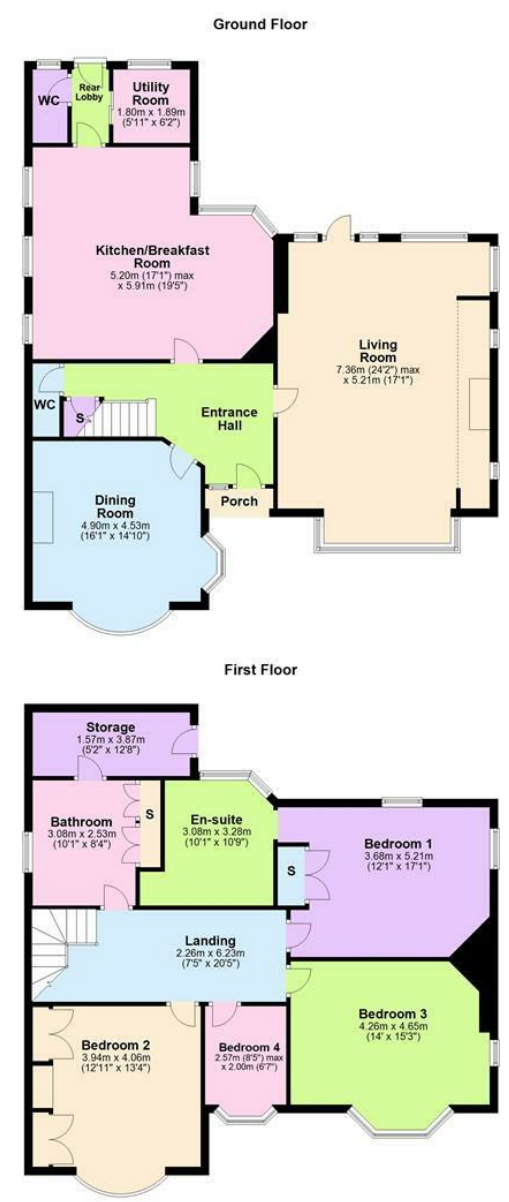 Ground Floor
WC
Rear
Lobby
Utility
Room
1.80m x 1.89m
(5'11" x 6'2")
Kitchen/Breakfast
Room
5.20m (17'1") max
x 5.91m (19'5")
Living
Room
7.36m (24'2") max
x 5.21m (17'1")
WC
S
Entrance
Hall
Porch
Dining
Room
4.90m x 4.53m
(16'1" x 14'10")
First Floor
Storage
1.57m x 3.87m
(5'2" x 12'8")
Bathroom
3.08m x 2.53m
(10'1" x 8'4")
S
En-suite
3.08m x 3.28m
(10'1" x 10'9")
Bedroom 1
3.68m x 5.21m
(12'1" x 17'1")
S
Landing
2.26m x 6.23m
(7'5" x 20'5")
Bedroom 2
3.94m x 4.06m
(12'11" x 13'4")
Bedroom 4
2.57m (8'5") max
x 2.00m (6'7")
Bedroom 3
4.26m x 4.65m
(14' x 15'3")